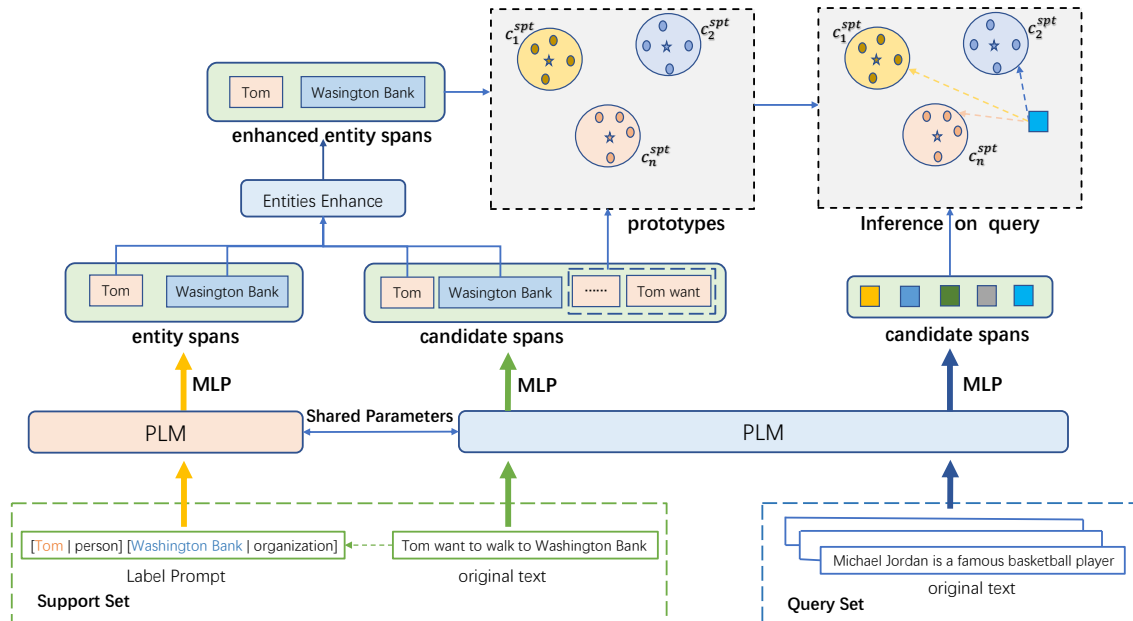 c_1^{spt}
c_2^{spt}
c_n^{spt}
c_1^{spt}
c_2^{spt}
c_n^{spt}
Tom
Wasington Bank
enhanced entity spans
prototypes
Inference on query
Entities Enhance
Tom
Wasington Bank
Tom
Wasington Bank
......
Tom want
entity spans
candidate spans
candidate spans
MLP
MLP
MLP
PLM
Shared Parameters
PLM
[Tom | person] [Washington Bank | organization]
Tom want to walk to Washington Bank
Michael Jordan is a famous basketball player
Label Prompt
original text
original text
Support Set
Query Set